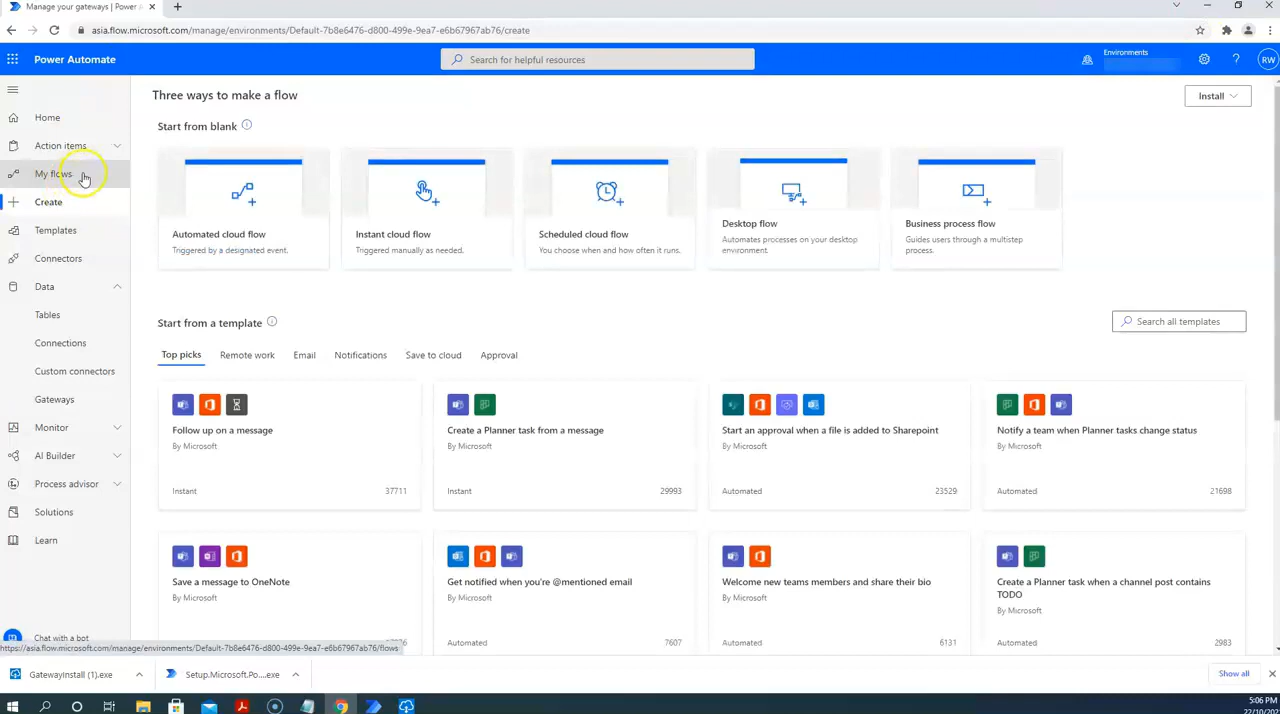 Manage your gateways | Power A
asia.flow.microsoft.com/manage/environments/Default-7b8e6476-d800-499e-9ea7-e6b67967ac76/create
Power Automate
Search for helpful resources
Environments
RW
Home
Action items
My flows
Create
Templates
Connectors
Data
Tables
Connections
Custom connectors
Gateways
Monitor
AI Builder
Process advisor
Solutions
Learn
Chat with a bot
Three ways to make a flow
Install
Start from blank
Automated cloud flow
Triggered by a designated event.
Instant cloud flow
Triggered manually as needed.
Scheduled cloud flow
You choose when and how often it runs.
Desktop flow
Automates processes on your desktop
environment.
Business process flow
Guides users through a multistep
process.
Start from a template
Search all templates
Top picks
Remote work
Email
Notifications
Save to cloud
Approval
Follow up on a message
By Microsoft
Instant
37711
Create a Planner task from a message
By Microsoft
Instant
29993
Start an approval when a file is added to Sharepoint
By Microsoft
Automated
23529
Notify a team when Planner tasks change status
By Microsoft
Automated
21698
Save a message to OneNote
By Microsoft
Get notified when you're @mentioned email
By Microsoft
Automated
7607
Welcome new teams members and share their bio
By Microsoft
Automated
6131
Create a Planner task when a channel post contains
TODO
By Microsoft
Automated
2983
https://asia.flow.microsoft.com/manage/environments/Default-7b8e6476-d800-499e-9ea7-e6b67967ac76/flows
GatewayInstall (1).exe
Setup.Microsoft.Po....exe
Show all
5:06 PM
22/10/202